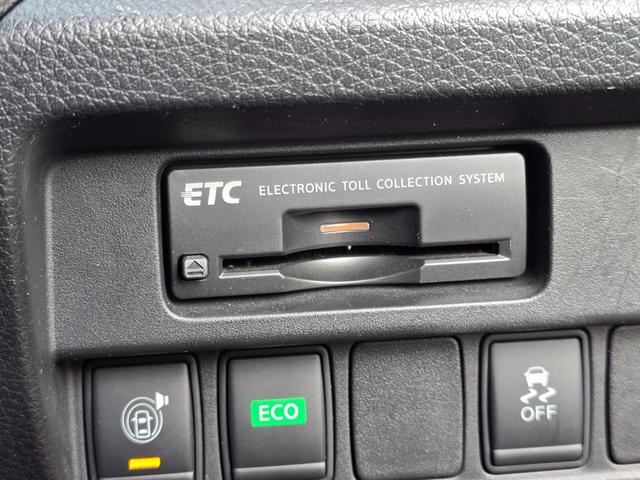 ETC ELECTRONIC TOLL COLLECTION SYSTEM
ECO
OFF